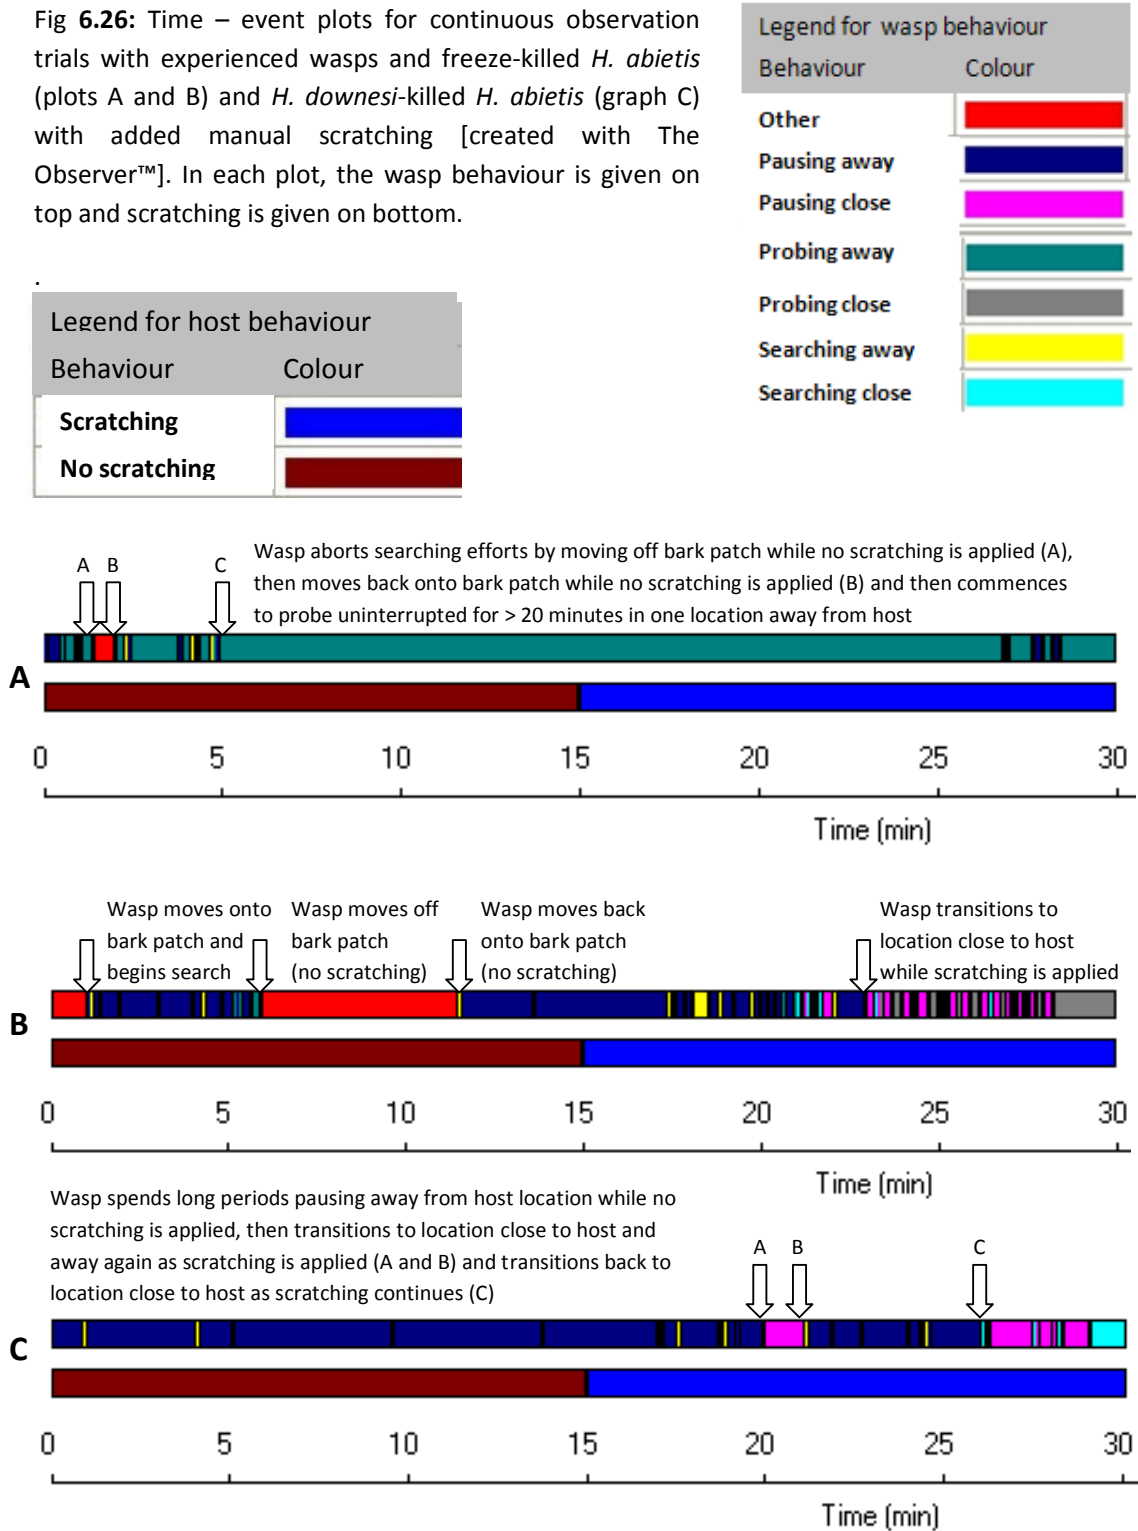 Fig 6.26: Time – event plots for continuous observation
trials with experienced wasps and freeze-killed H. abietis
(plots A and B) and H. downesi-killed H. abietis (graph C)
with added manual scratching [created with The
Observer™]. In each plot, the wasp behaviour is given on
top and scratching is given on bottom.
.
Legend for wasp behaviour
Behaviour Colour
Other
Pausing away
Pausing close
Probing away
Probing close
Searching away
Searching close
Legend for host behaviour
Behaviour Colour
Scratching
No scratching
A B C
Wasp aborts searching efforts by moving off bark patch while no scratching is applied (A),
then moves back onto bark patch while no scratching is applied (B) and then commences
to probe uninterrupted for > 20 minutes in one location away from host
A
0 5 10 15 20 25 30
Time (min)
Wasp moves onto
bark patch and
begins search
Wasp moves off
bark patch
(no scratching)
Wasp moves back
onto bark patch
(no scratching)
Wasp transitions to
location close to host
while scratching is applied
B
0 5 10 15 20 25 30
Time (min)
Wasp spends long periods pausing away from host location while no
scratching is applied, then transitions to location close to host and
away again as scratching is applied (A and B) and transitions back to
location close to host as scratching continues (C)
A B C
C
0 5 10 15 20 25 30
Time (min)